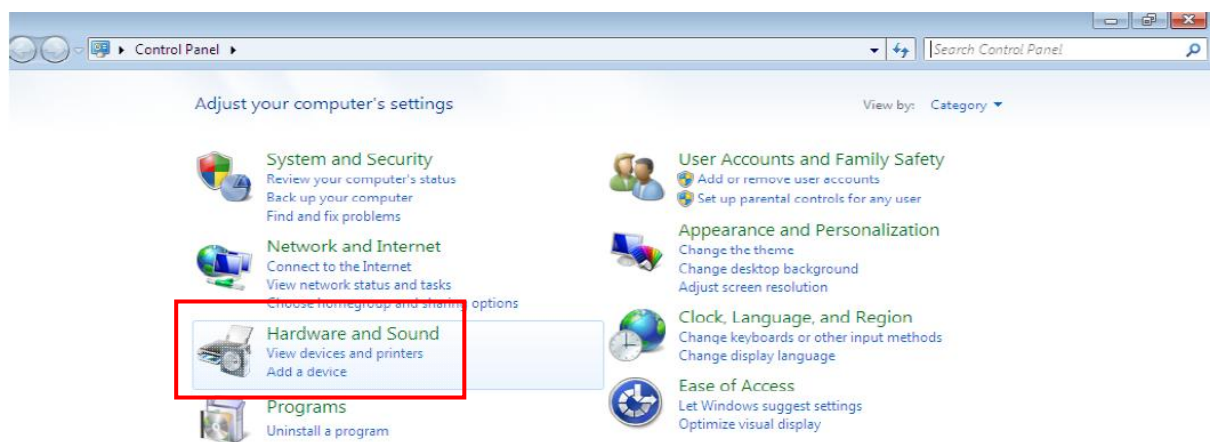 Control Panel
Search Control Panel
Adjust your computer's settings
View by: Category
System and Security
Review your computer's status
Back up your computer
Find and fix problems
Network and Internet
Connect to the Internet
View network status and tasks
Choose homegroup and sharing options
Hardware and Sound
View devices and printers
Add a device
Programs
Uninstall a program
User Accounts and Family Safety
Add or remove user accounts
Set up parental controls for any user
Appearance and Personalization
Change the theme
Change desktop background
Adjust screen resolution
Clock, Language, and Region
Change keyboards or other input methods
Change display language
Ease of Access
Let Windows suggest settings
Optimize visual display